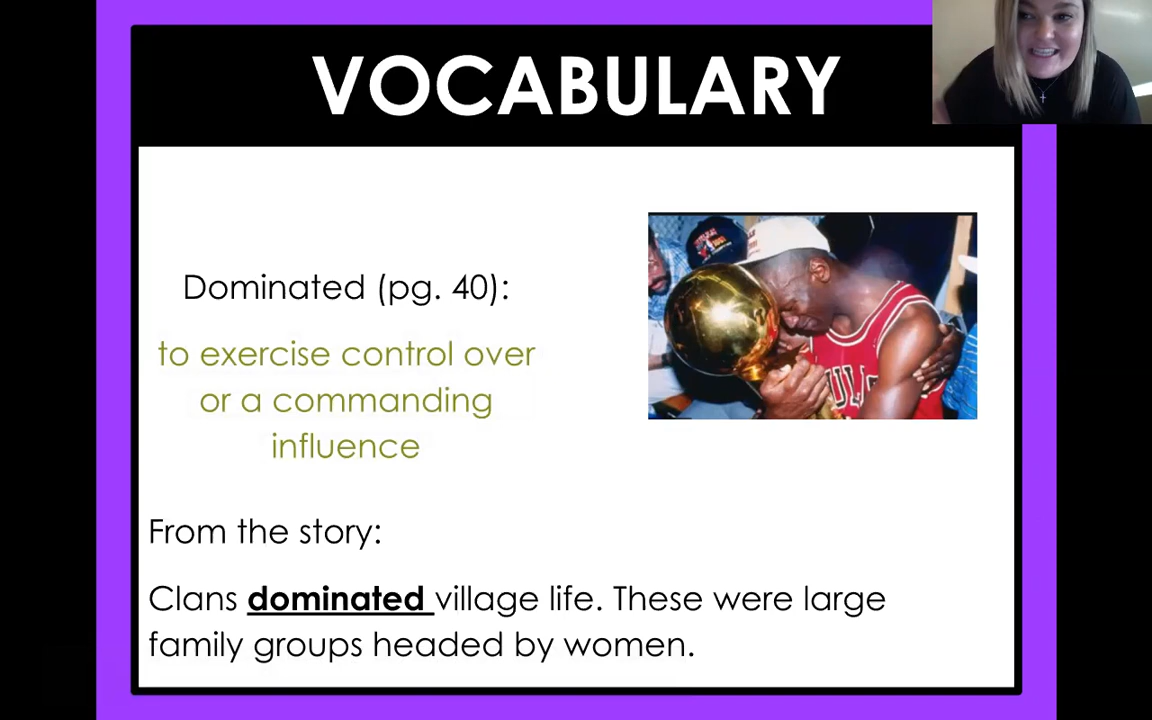 VOCABULARY
Dominated (pg. 40):
to exercise control over
or a commanding
influence
From the story:
Clans dominated village life. These were large
family groups headed by women.